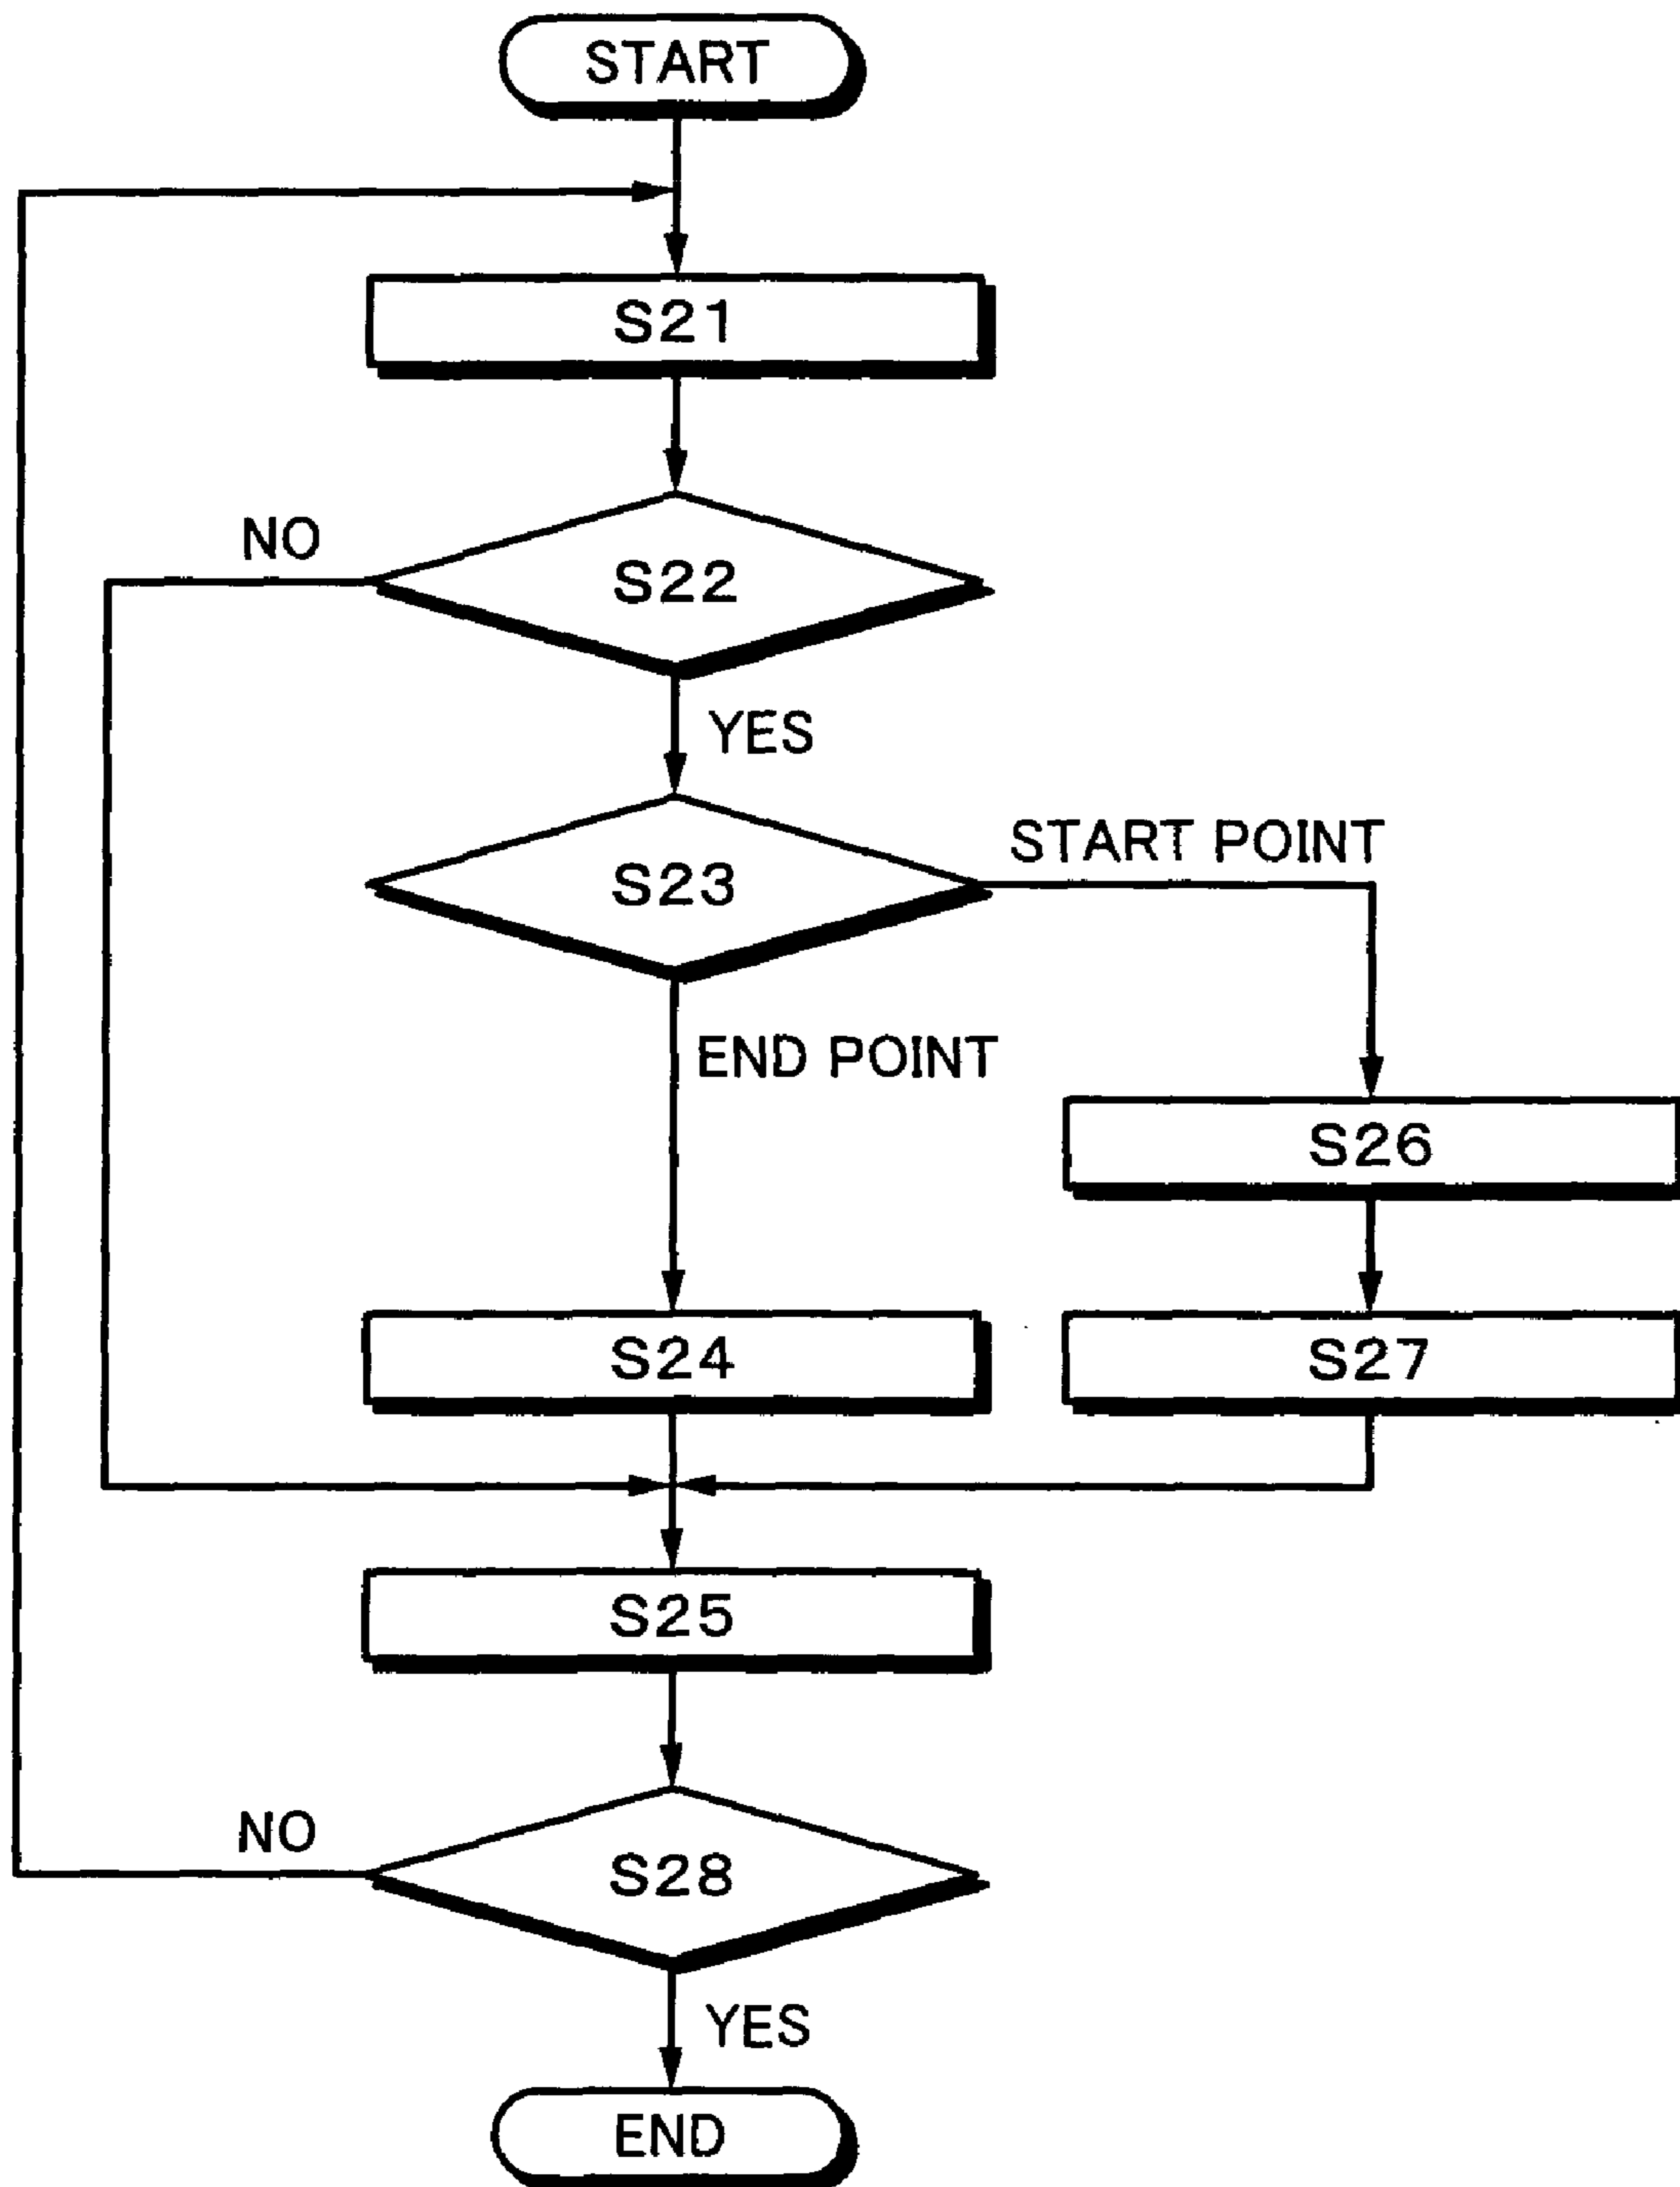 START
S21
NO
S22
YES
START POINT
S23
END POINT
S26
S24
S27
S25
NO
S28
YES
END